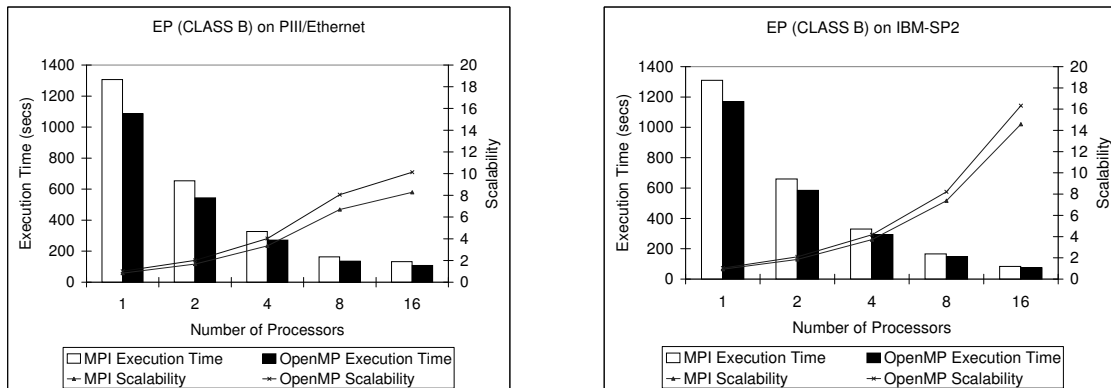 EP (CLASS B) on PIII/Ethernet
Execution Time (secs)
1400
1200
1000
800
600
400
200
0
20
18
16
14
12
10
8
6
4
2
0
Scalability
1 2 4 8 16
Number of Processors
MPI Execution Time OpenMP Execution Time
MPI Scalability OpenMP Scalability
EP (CLASS B) on IBM-SP2
Execution Time (secs)
1400
1200
1000
800
600
400
200
0
20
18
16
14
12
10
8
6
4
2
0
Scalability
1 2 4 8 16
Number of Processors
MPI Execution Time OpenMP Execution Time
MPI Scalability OpenMP Scalability